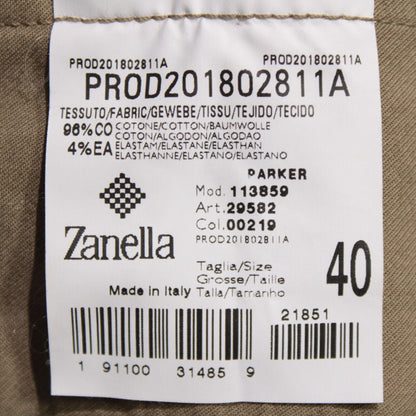 PROD201802811A PROD201802811A
PROD201802811A
TESSUTO/FABRIC/GEWEBE/TISSU/TEJIDO/TECIDO
96%CO COTONE/COTTON/BAUMWOLLE
COTON/ALGODON/ALGODAO
4%EA ELASTAM/ELASTANE/ELASTHAN
ELASTHANNE/ELASTANO/ELASTANO
PARKER
Mod. 113859
Art. 29582
Col. 00219
PROD201802811A
Zanella
Taglia/Size
Grösse/Taille
Talla/Tamanho
40
Made in Italy
21851
1 91100 31485 9